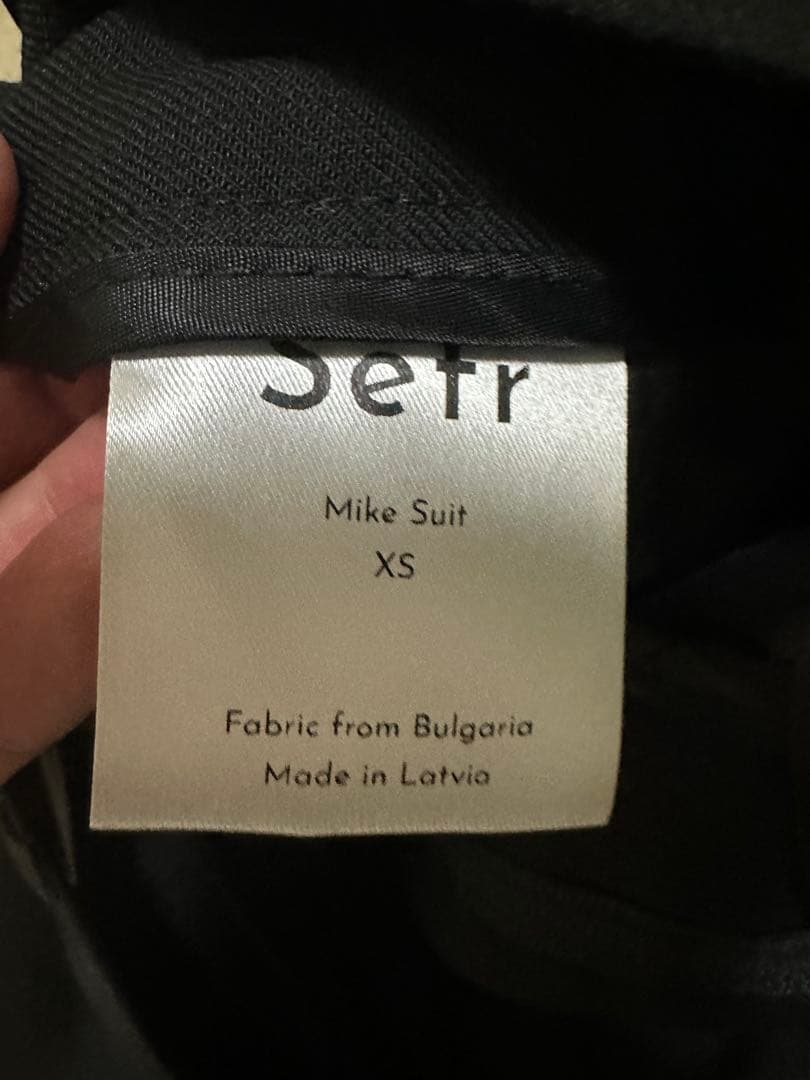 Sefr
Mike Suit
XS
Fabric from Bulgaria
Made in Latvia